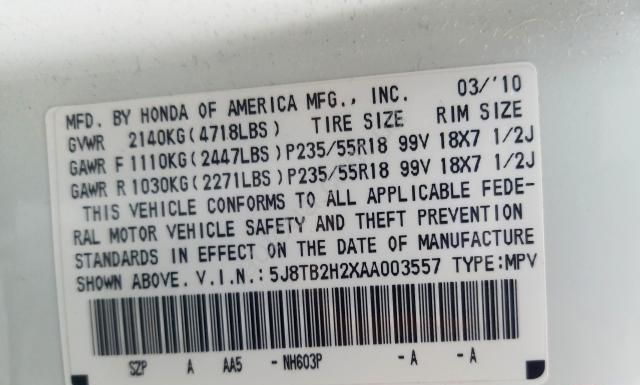 MFD. BY HONDA OF AMERICA MFG., INC. 03/'10
GVWR 2140KG(4718LBS) TIRE SIZE RIM SIZE
GAWR F 1110KG(2447LBS)P235/55R18 99V 18X7 1/2J
GAWR R 1030KG(2271LBS)P235/55R18 99V 18X7 1/2J
THIS VEHICLE CONFORMS TO ALL APPLICABLE FEDE-
RAL MOTOR VEHICLE SAFETY AND THEFT PREVENTION
STANDARDS IN EFFECT ON THE DATE OF MANUFACTURE
SHOWN ABOVE. V.I.N.:5J8TB2H2XAA003557 TYPE:MPV
SZP A AA5 -NH603P -A -A